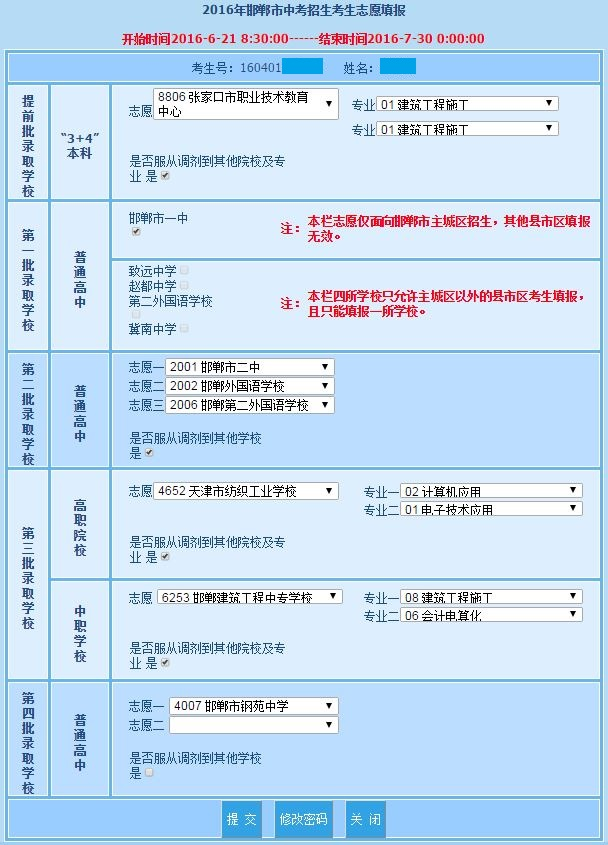 2016年邯郸市中考招生考生志愿填报
开始时间2016-6-21 8:30:00------结束时间2016-7-30 0:00:00
考生号：160401 姓名：
提前批录取学校
“3+4”
本科
志愿 8806 张家口市职业技术教育
中心
专业 01 建筑工程施工
专业 01 建筑工程施工
是否服从调剂到其他院校及专
业 是
第一批录取学校
普通高中
邯郸市一中
注：本栏志愿仅面向邯郸市主城区招生，其他县市区填报
无效。
致远中学
赵都中学
第二外国语学校
冀南中学
注：本栏四所学校只允许主城区以外的县市区考生填报，
且只能填报一所学校。
第二批录取学校
普通高中
志愿一 2001 邯郸市二中
志愿二 2002 邯郸外国语学校
志愿三 2006 邯郸第二外国语学校
是否服从调剂到其他学校
是
第三批录取学校
高职院校
志愿 4652 天津市纺织工业学校
专业一 02 计算机应用
专业二 01 电子技术应用
是否服从调剂到其他院校及专
业 是
中职学校
志愿 6253 邯郸建筑工程中专学校
专业一 08 建筑工程施工
专业二 06 会计电算化
是否服从调剂到其他院校及专
业 是
第四批录取学校
普通高中
志愿一 4007 邯郸市钢苑中学
志愿二
是否服从调剂到其他学校
是
提 交 修改密码 关 闭